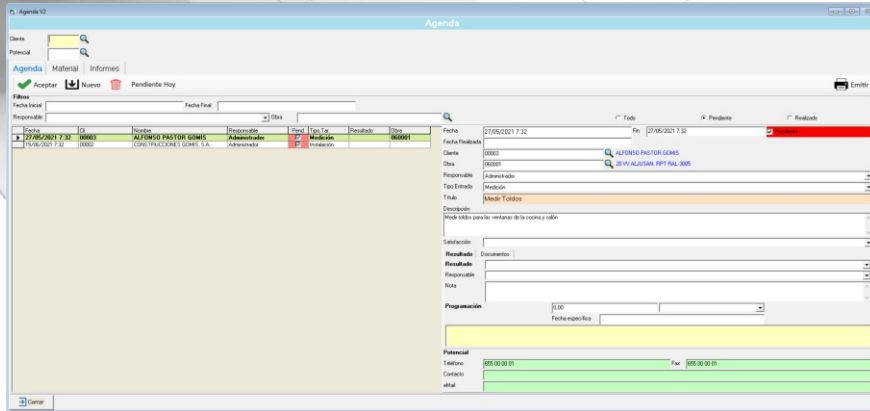 Agenda V2
Agenda
Cliente
Potencial
Agenda Material Informes
Aceptar Nuevo Pendiente Hoy Emitir
Filtros
Fecha Inicial Fecha Final
Responsable Obra
Todo Pendiente Realizado
Fecha Cli. Nombre Responsable Pend. Tipo Tar. Resultado Obra
27/05/2021 7:32 00003 ALFONSO PASTOR GOMIS Administrador Medición 060001
15/06/2021 7:32 00002 CONSTRUCCIONES GOMIS, S.A. Administrador Instalación
Fecha 27/05/2021 7:32 Fin 27/05/2021 7:32 Pendiente
Fecha Realizada
Cliente 00003 ALFONSO PASTOR GOMIS
Obra 060001 20 VV ALJUSAN. RPT RAL-3005
Responsable Administrador
Tipo Entrada Medición
Título Medir Toldos
Descripción
Medir toldos para las ventanas de la cocina y salón
Satisfacción
Resultado Documentos
Resultado
Responsable
Nota
Programación 0.00
Fecha específica
Potencial
Teléfono 655 00 00 01 Fax 655 00 00 01
Contacto
eMail
Cerrar